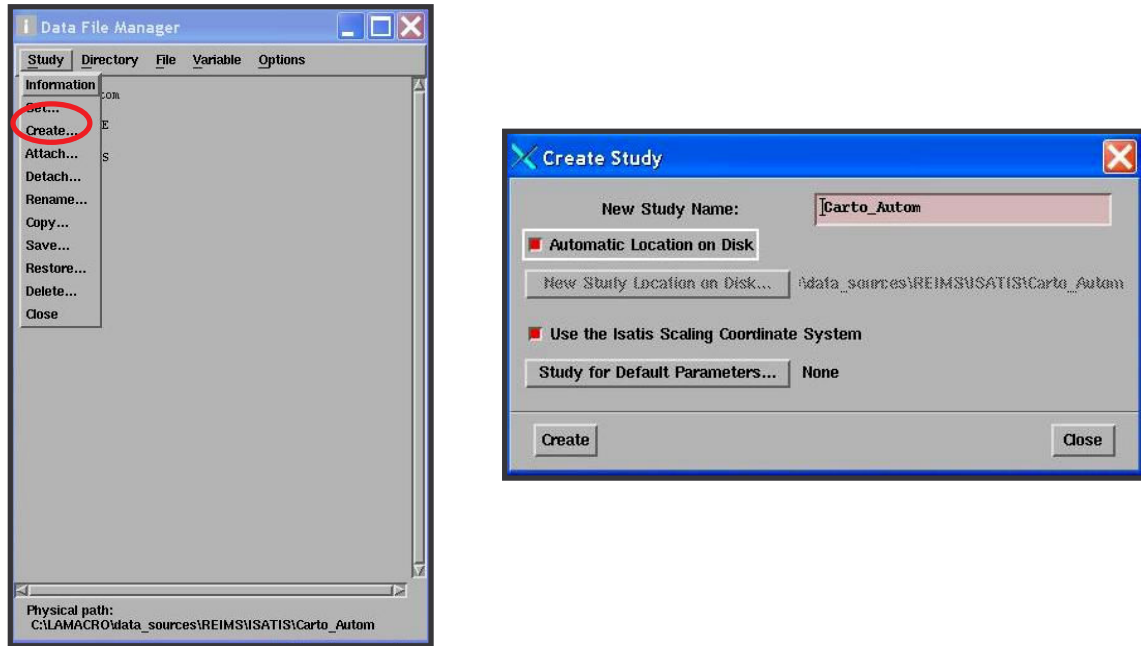 Data File Manager
Study Directory File Variable Options
Information
tom
Set...
Create... E
Attach... S
Detach...
Rename...
Copy...
Save...
Restore...
Delete...
Close
Physical path:
C:\LAMACRO\data_sources\REIMS\ISATIS\Carto_Autom
Create Study
New Study Name: Carto_Autom
Automatic Location on Disk
New Study Location on Disk... \data_sources\REIMS\ISATIS\Carto_Autom
Use the Isatis Scaling Coordinate System
Study for Default Parameters... None
Create Close